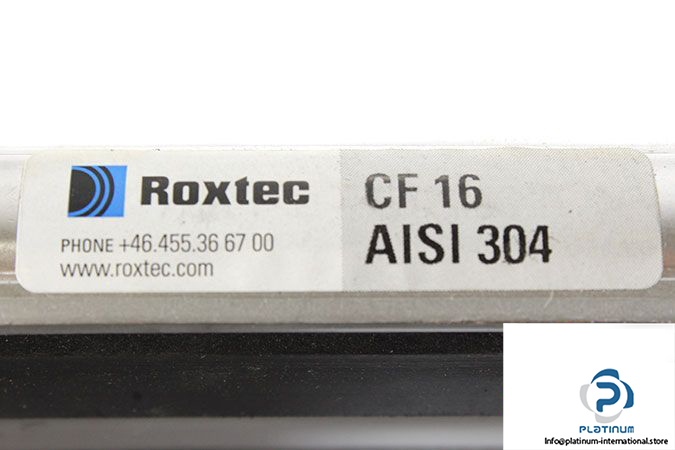 Roxtec
PHONE +46.455.36 67 00
www.roxtec.com
CF 16
AISI 304
PLATINUM
Info@platinum-international.store